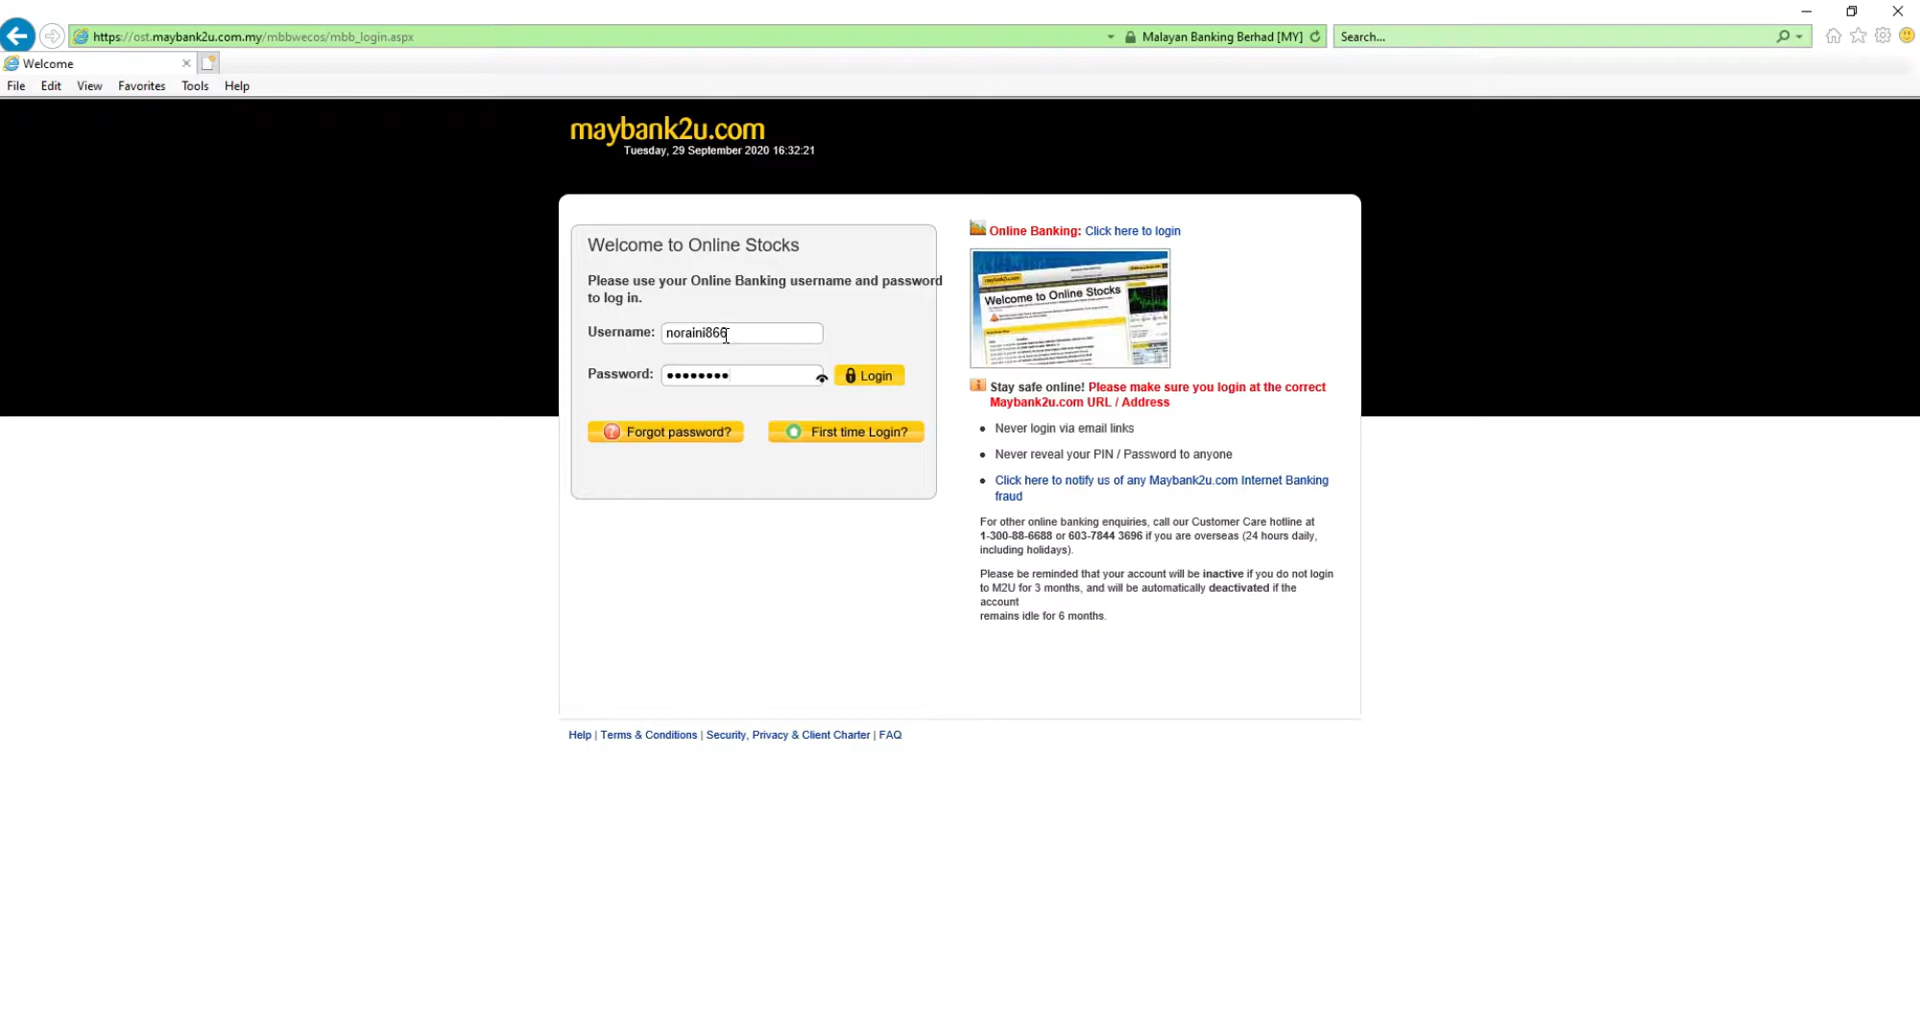 https://ost.maybank2u.com.my/mbbwecos/mbb_login.aspx
Malayan Banking Berhad [MY]
Search...
Welcome
File Edit View Favorites Tools Help
maybank2u.com
Tuesday, 29 September 2020 16:32:21
Welcome to Online Stocks
Please use your Online Banking username and password
to log in.
Username: noraini866
Password: ••••••••
Login
Forgot password?
First time Login?
Online Banking: Click here to login
Welcome to Online Stocks
Stay safe online! Please make sure you login at the correct
Maybank2u.com URL / Address
• Never login via email links
• Never reveal your PIN / Password to anyone
• Click here to notify us of any Maybank2u.com Internet Banking
fraud
For other online banking enquiries, call our Customer Care hotline at
1-300-88-6688 or 603-7844 3696 if you are overseas (24 hours daily,
including holidays).
Please be reminded that your account will be inactive if you do not login
to M2U for 3 months, and will be automatically deactivated if the
account
remains idle for 6 months.
Help | Terms & Conditions | Security, Privacy & Client Charter | FAQ